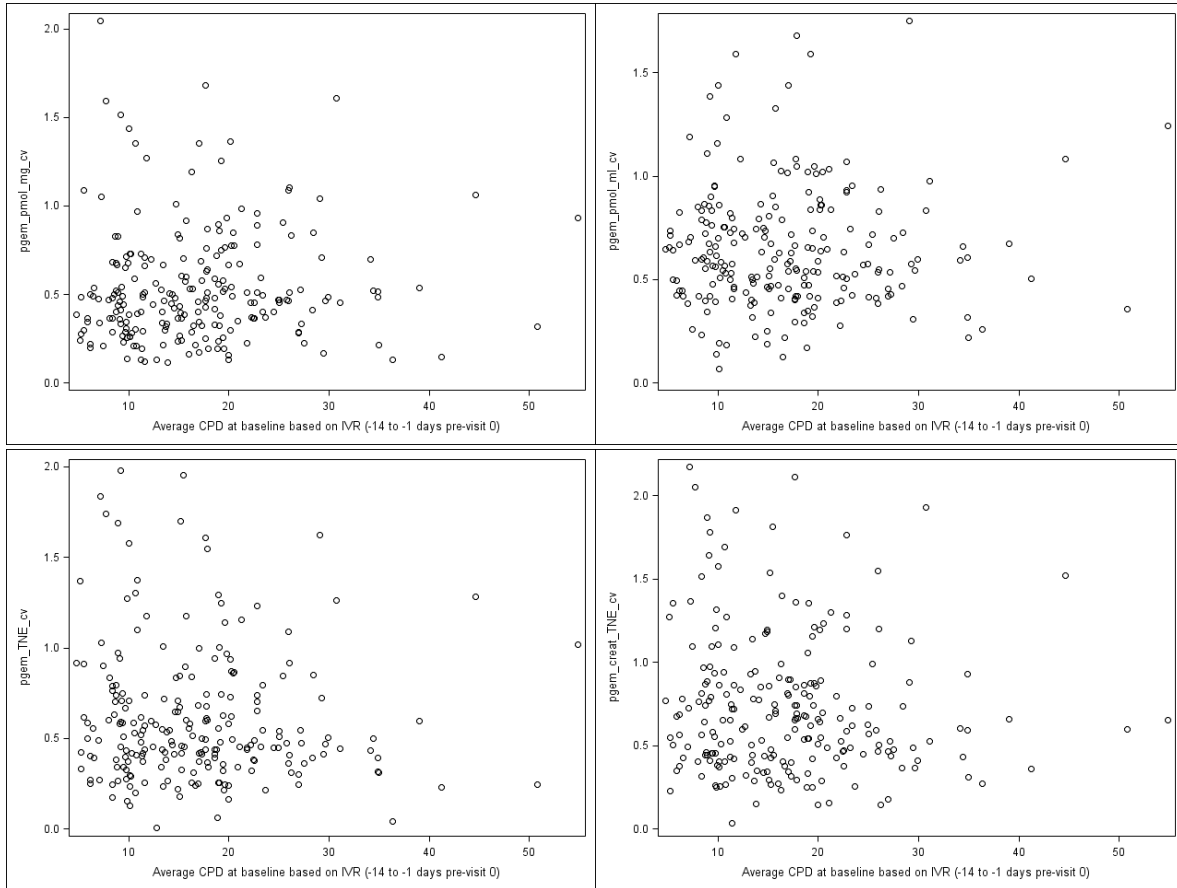 2.0
1.5
1.0
0.5
0.0
pgem_pmol_mg_cv
10 20 30 40 50
Average CPD at baseline based on IVR (-14 to -1 days pre-visit 0)
1.5
1.0
0.5
0.0
pgem_pmol_ml_cv
10 20 30 40 50
Average CPD at baseline based on IVR (-14 to -1 days pre-visit 0)
2.0
1.5
1.0
0.5
0.0
pgem_TNE_cv
10 20 30 40 50
Average CPD at baseline based on IVR (-14 to -1 days pre-visit 0)
2.0
1.5
1.0
0.5
0.0
pgem_creat_TNE_cv
10 20 30 40 50
Average CPD at baseline based on IVR (-14 to -1 days pre-visit 0)